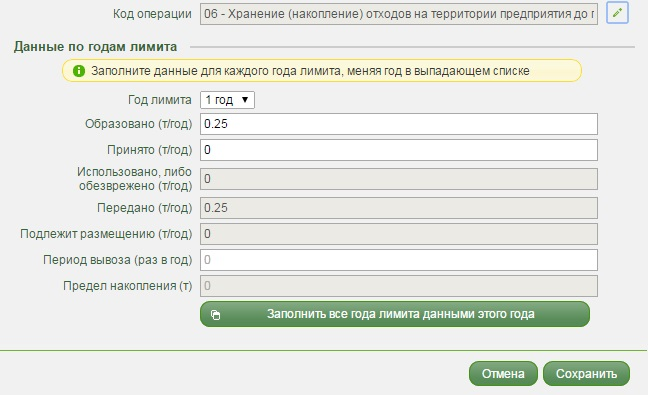 Код операции 06 - Хранение (накопление) отходов на территории предприятия до
Данные по годам лимита
Заполните данные для каждого года лимита, меняя год в выпадающем списке
Год лимита 1 год
Образовано (т/год) 0.25
Принято (т/год) 0
Использовано, либо
обезврежено (т/год) 0
Передано (т/год) 0.25
Подлежит размещению (т/год) 0
Период вывоза (раз в год) 0
Предел накопления (т) 0
Заполнить все года лимита данными этого года
Отмена Сохранить